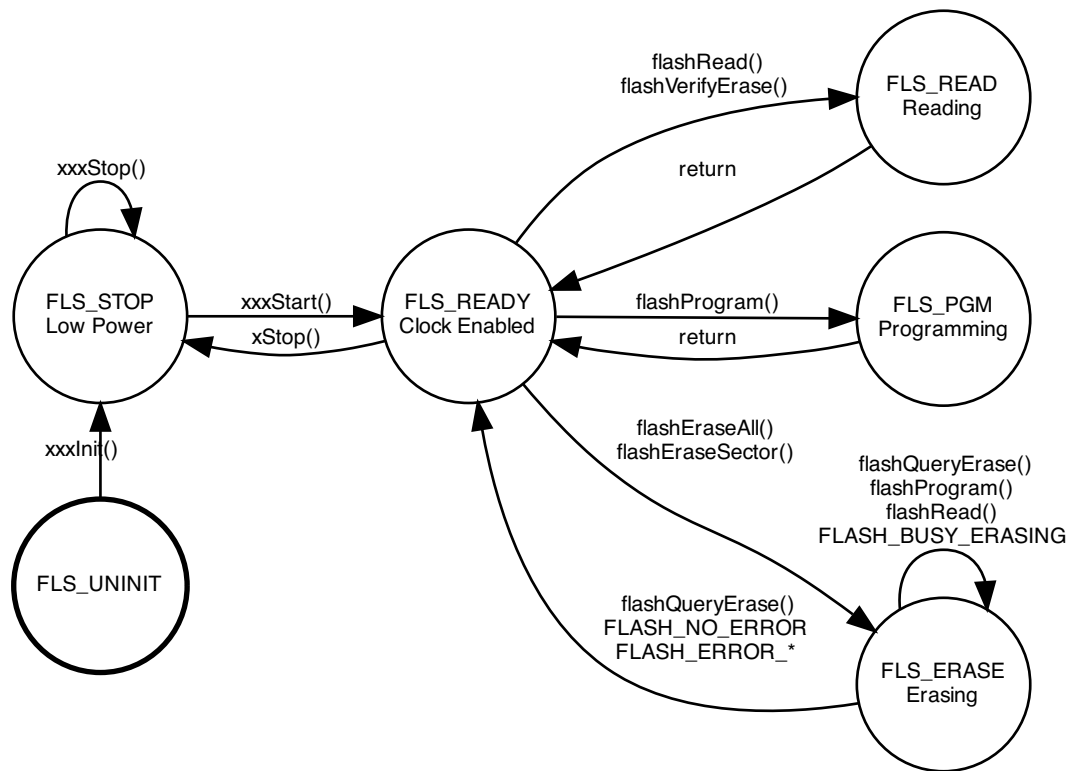 flashRead()
flashVerifyErase()
FLS_READ
Reading
return
xxxStop()
FLS_STOP
Low Power
xxxStart()
xStop()
FLS_READY
Clock Enabled
flashProgram()
return
FLS_PGM
Programming
xxxInit()
FLS_UNINIT
flashEraseAll()
flashEraseSector()
flashQueryErase()
flashProgram()
flashRead()
FLASH_BUSY_ERASING
flashQueryErase()
FLASH_NO_ERROR
FLASH_ERROR_*
FLS_ERASE
Erasing